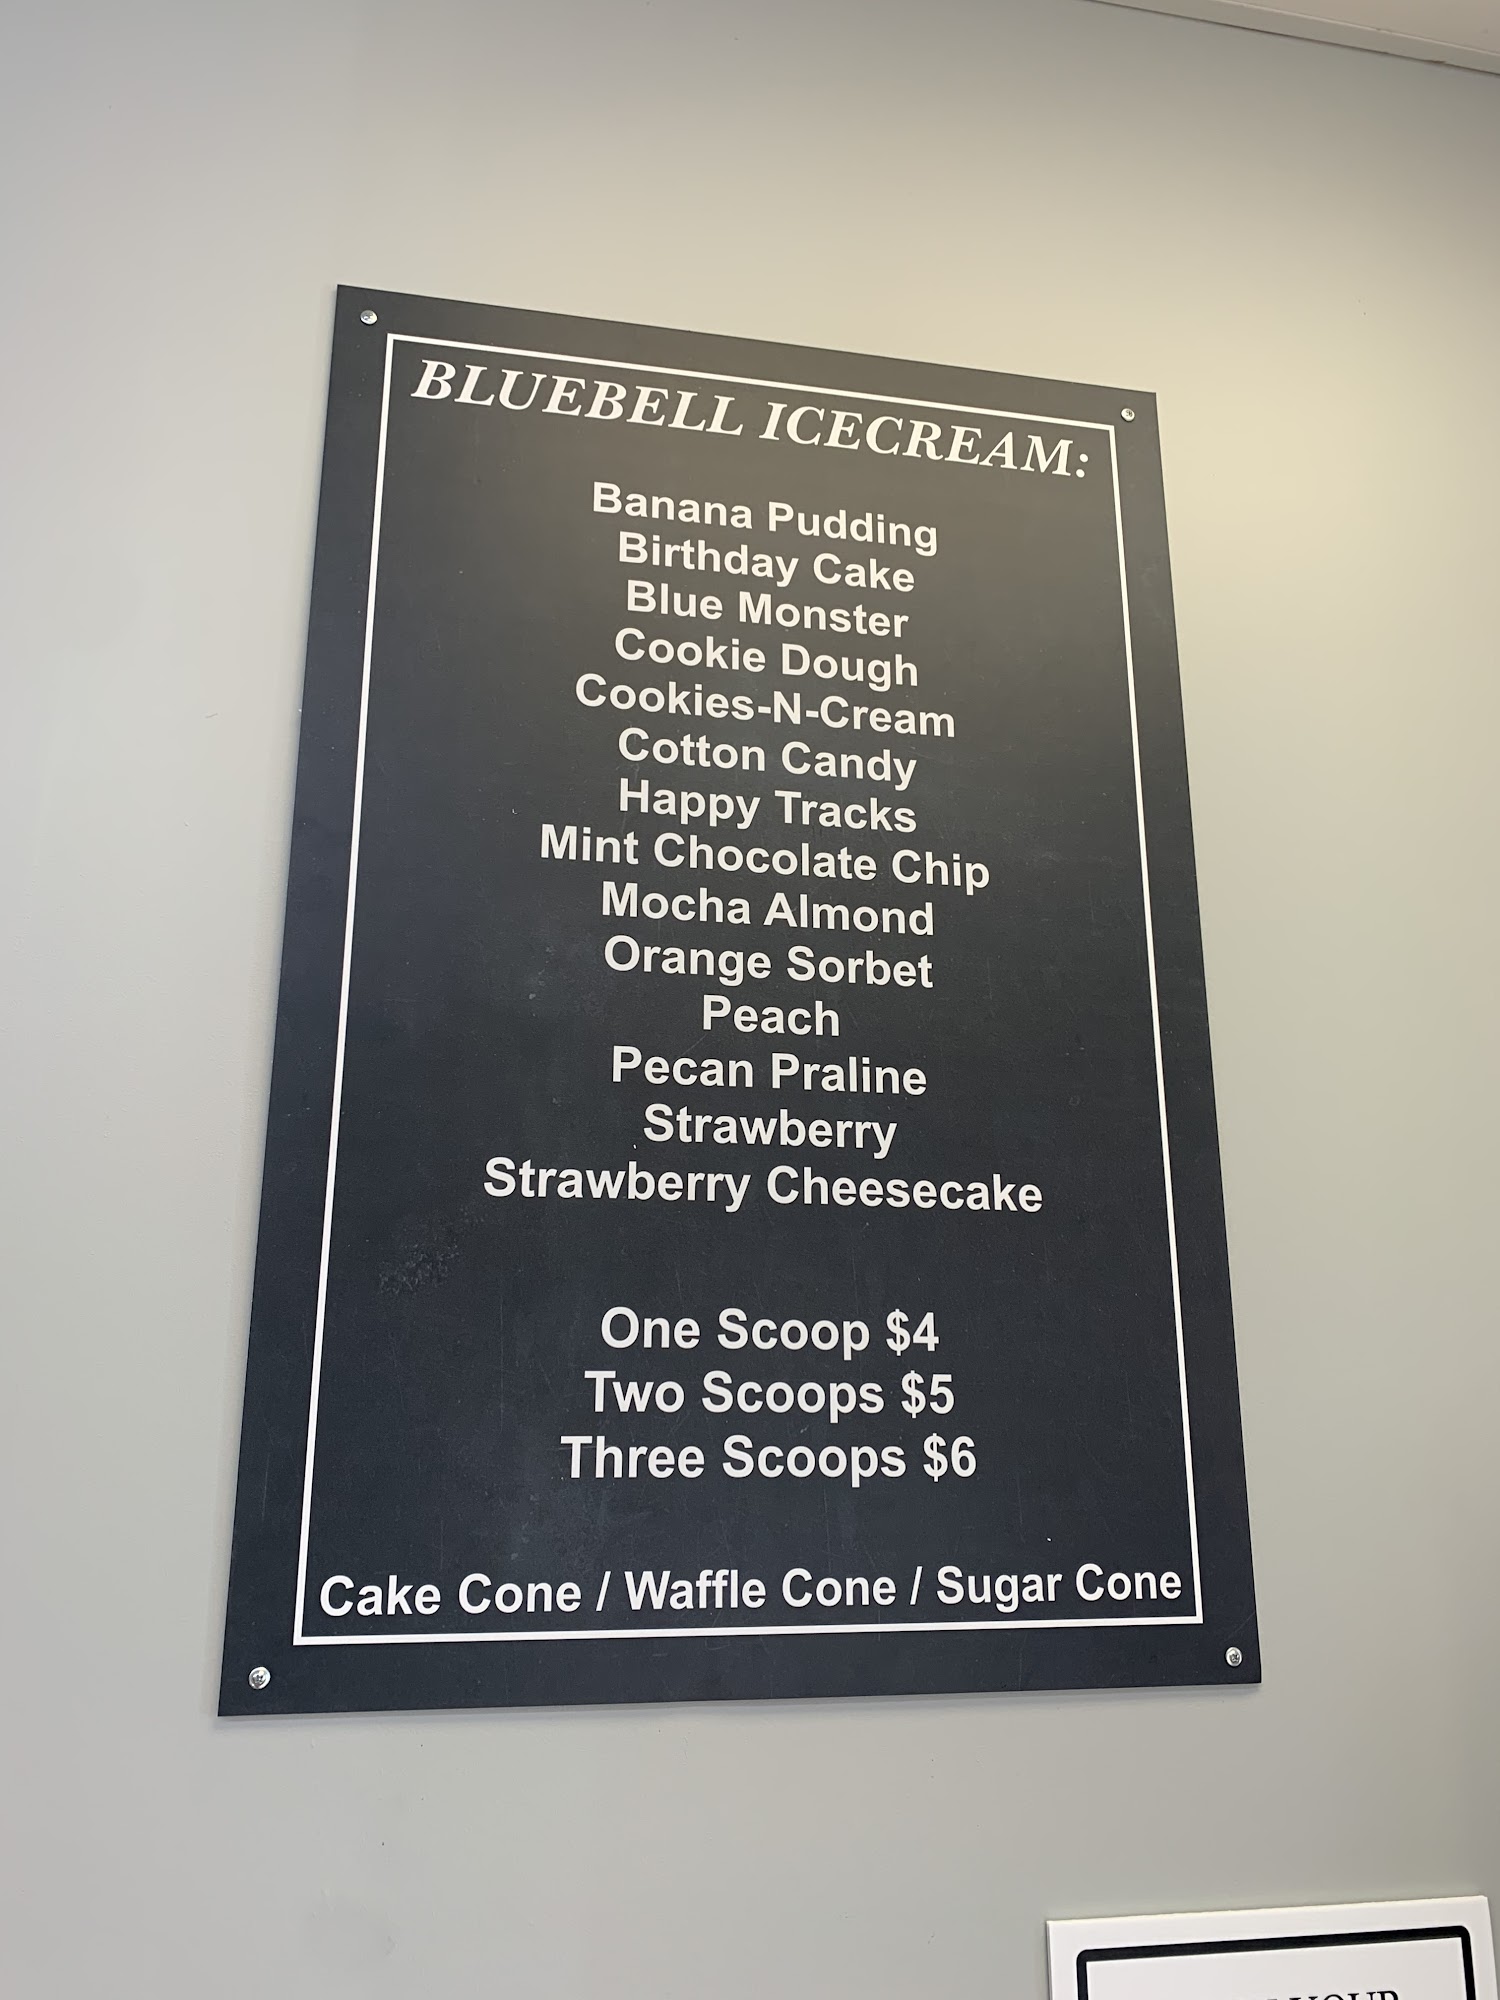 BLUEBELL ICECREAM:
Banana Pudding
Birthday Cake
Blue Monster
Cookie Dough
Cookies-N-Cream
Cotton Candy
Happy Tracks
Mint Chocolate Chip
Mocha Almond
Orange Sorbet
Peach
Pecan Praline
Strawberry
Strawberry Cheesecake
One Scoop $4
Two Scoops $5
Three Scoops $6
Cake Cone / Waffle Cone / Sugar Cone